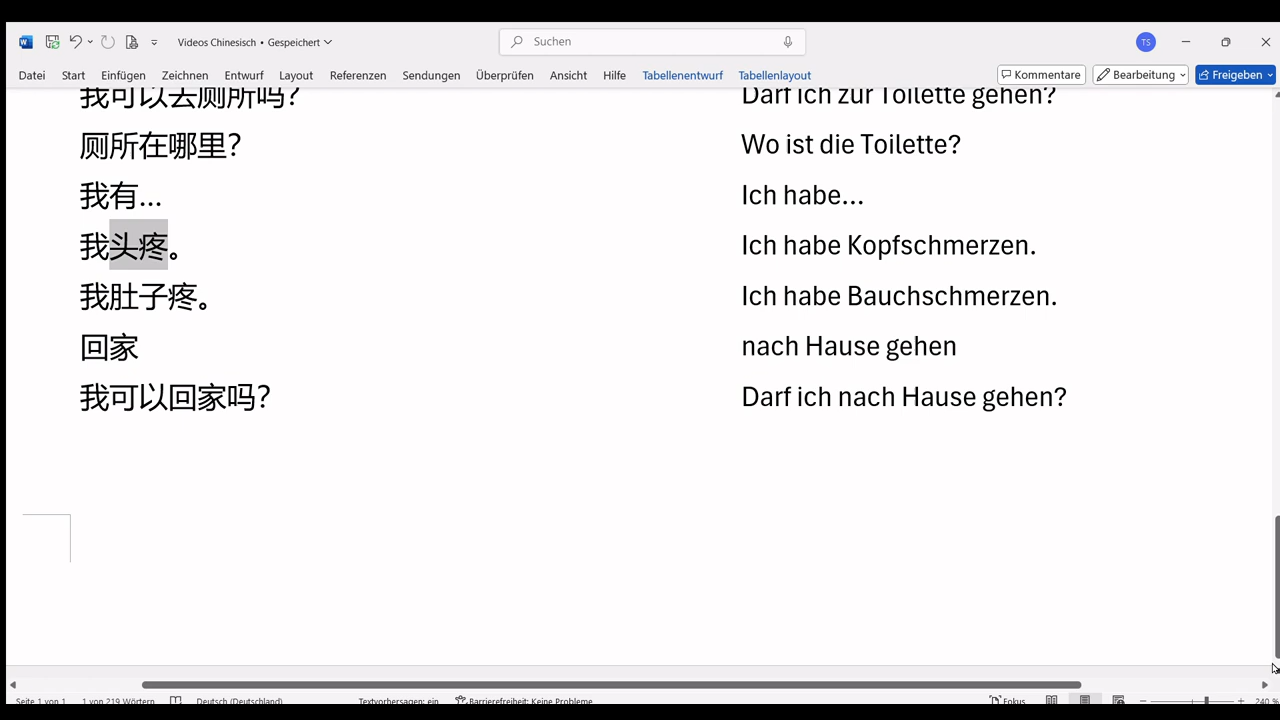 Videos Chinesisch • Gespeichert
Suchen
TS
Datei Start Einfügen Zeichnen Entwurf Layout Referenzen Sendungen Überprüfen Ansicht Hilfe Tabellenentwurf Tabellenlayout Kommentare Bearbeitung Freigeben
我可以去厕所吗? Darf ich zur Toilette gehen?
厕所在哪里? Wo ist die Toilette?
我有... Ich habe...
我头疼。 Ich habe Kopfschmerzen.
我肚子疼。 Ich habe Bauchschmerzen.
回家 nach Hause gehen
我可以回家吗? Darf ich nach Hause gehen?
Seite 1 von 1 1 von 219 Wörtern Deutsch (Deutschland) Textvorhersagen: ein Barrierefreiheit: Keine Probleme Fokus 240 %